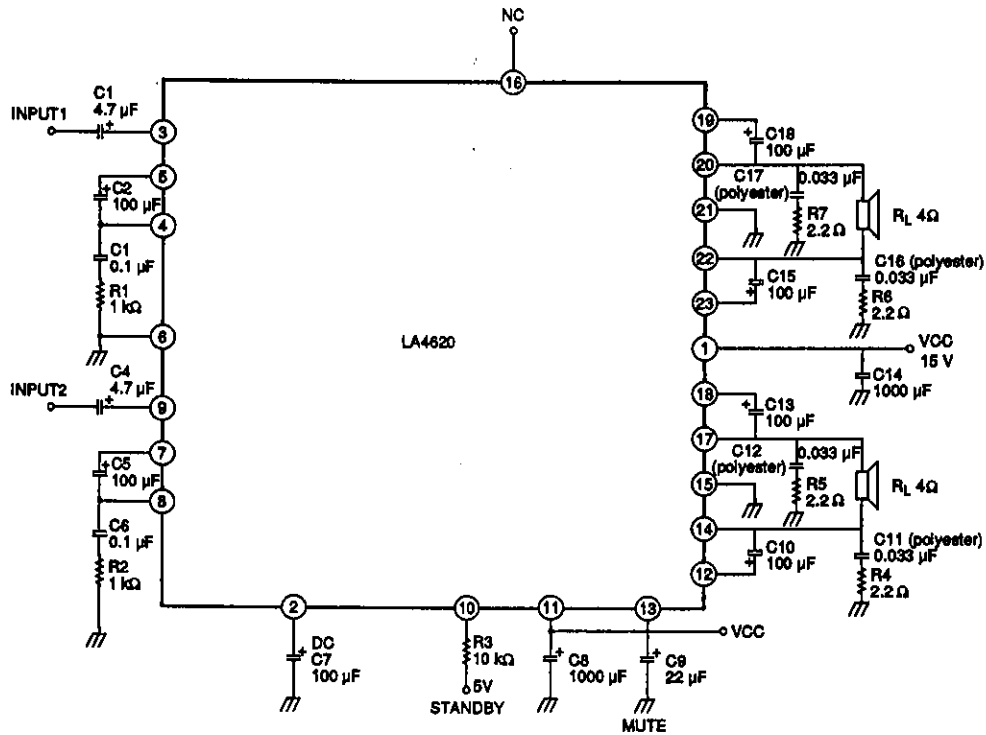 NC
16
C1
4.7 µF
INPUT1
3
5
C2
100 µF
4
C1
0.1 µF
R1
1 kΩ
6
C4
4.7 µF
INPUT2
9
7
C5
100 µF
8
C6
0.1 µF
R2
1 kΩ
LA4620
19
C18
100 µF
20
C17
(polyester)
0.033 µF
R7
2.2 Ω
RL 4Ω
21
22
C16 (polyester)
0.033 µF
R6
2.2 Ω
C15
100 µF
23
1
VCC
15 V
C14
1000 µF
18
C13
100 µF
17
C12
(polyester)
0.033 µF
R5
2.2 Ω
RL 4Ω
15
14
C11 (polyester)
0.033 µF
R4
2.2 Ω
C10
100 µF
12
2
DC
C7
100 µF
10
R3
10 kΩ
5V
STANDBY
11
C8
1000 µF
13
C9
22 µF
MUTE
VCC
+
+
+
+
+
+
+
+
+
+
+
+